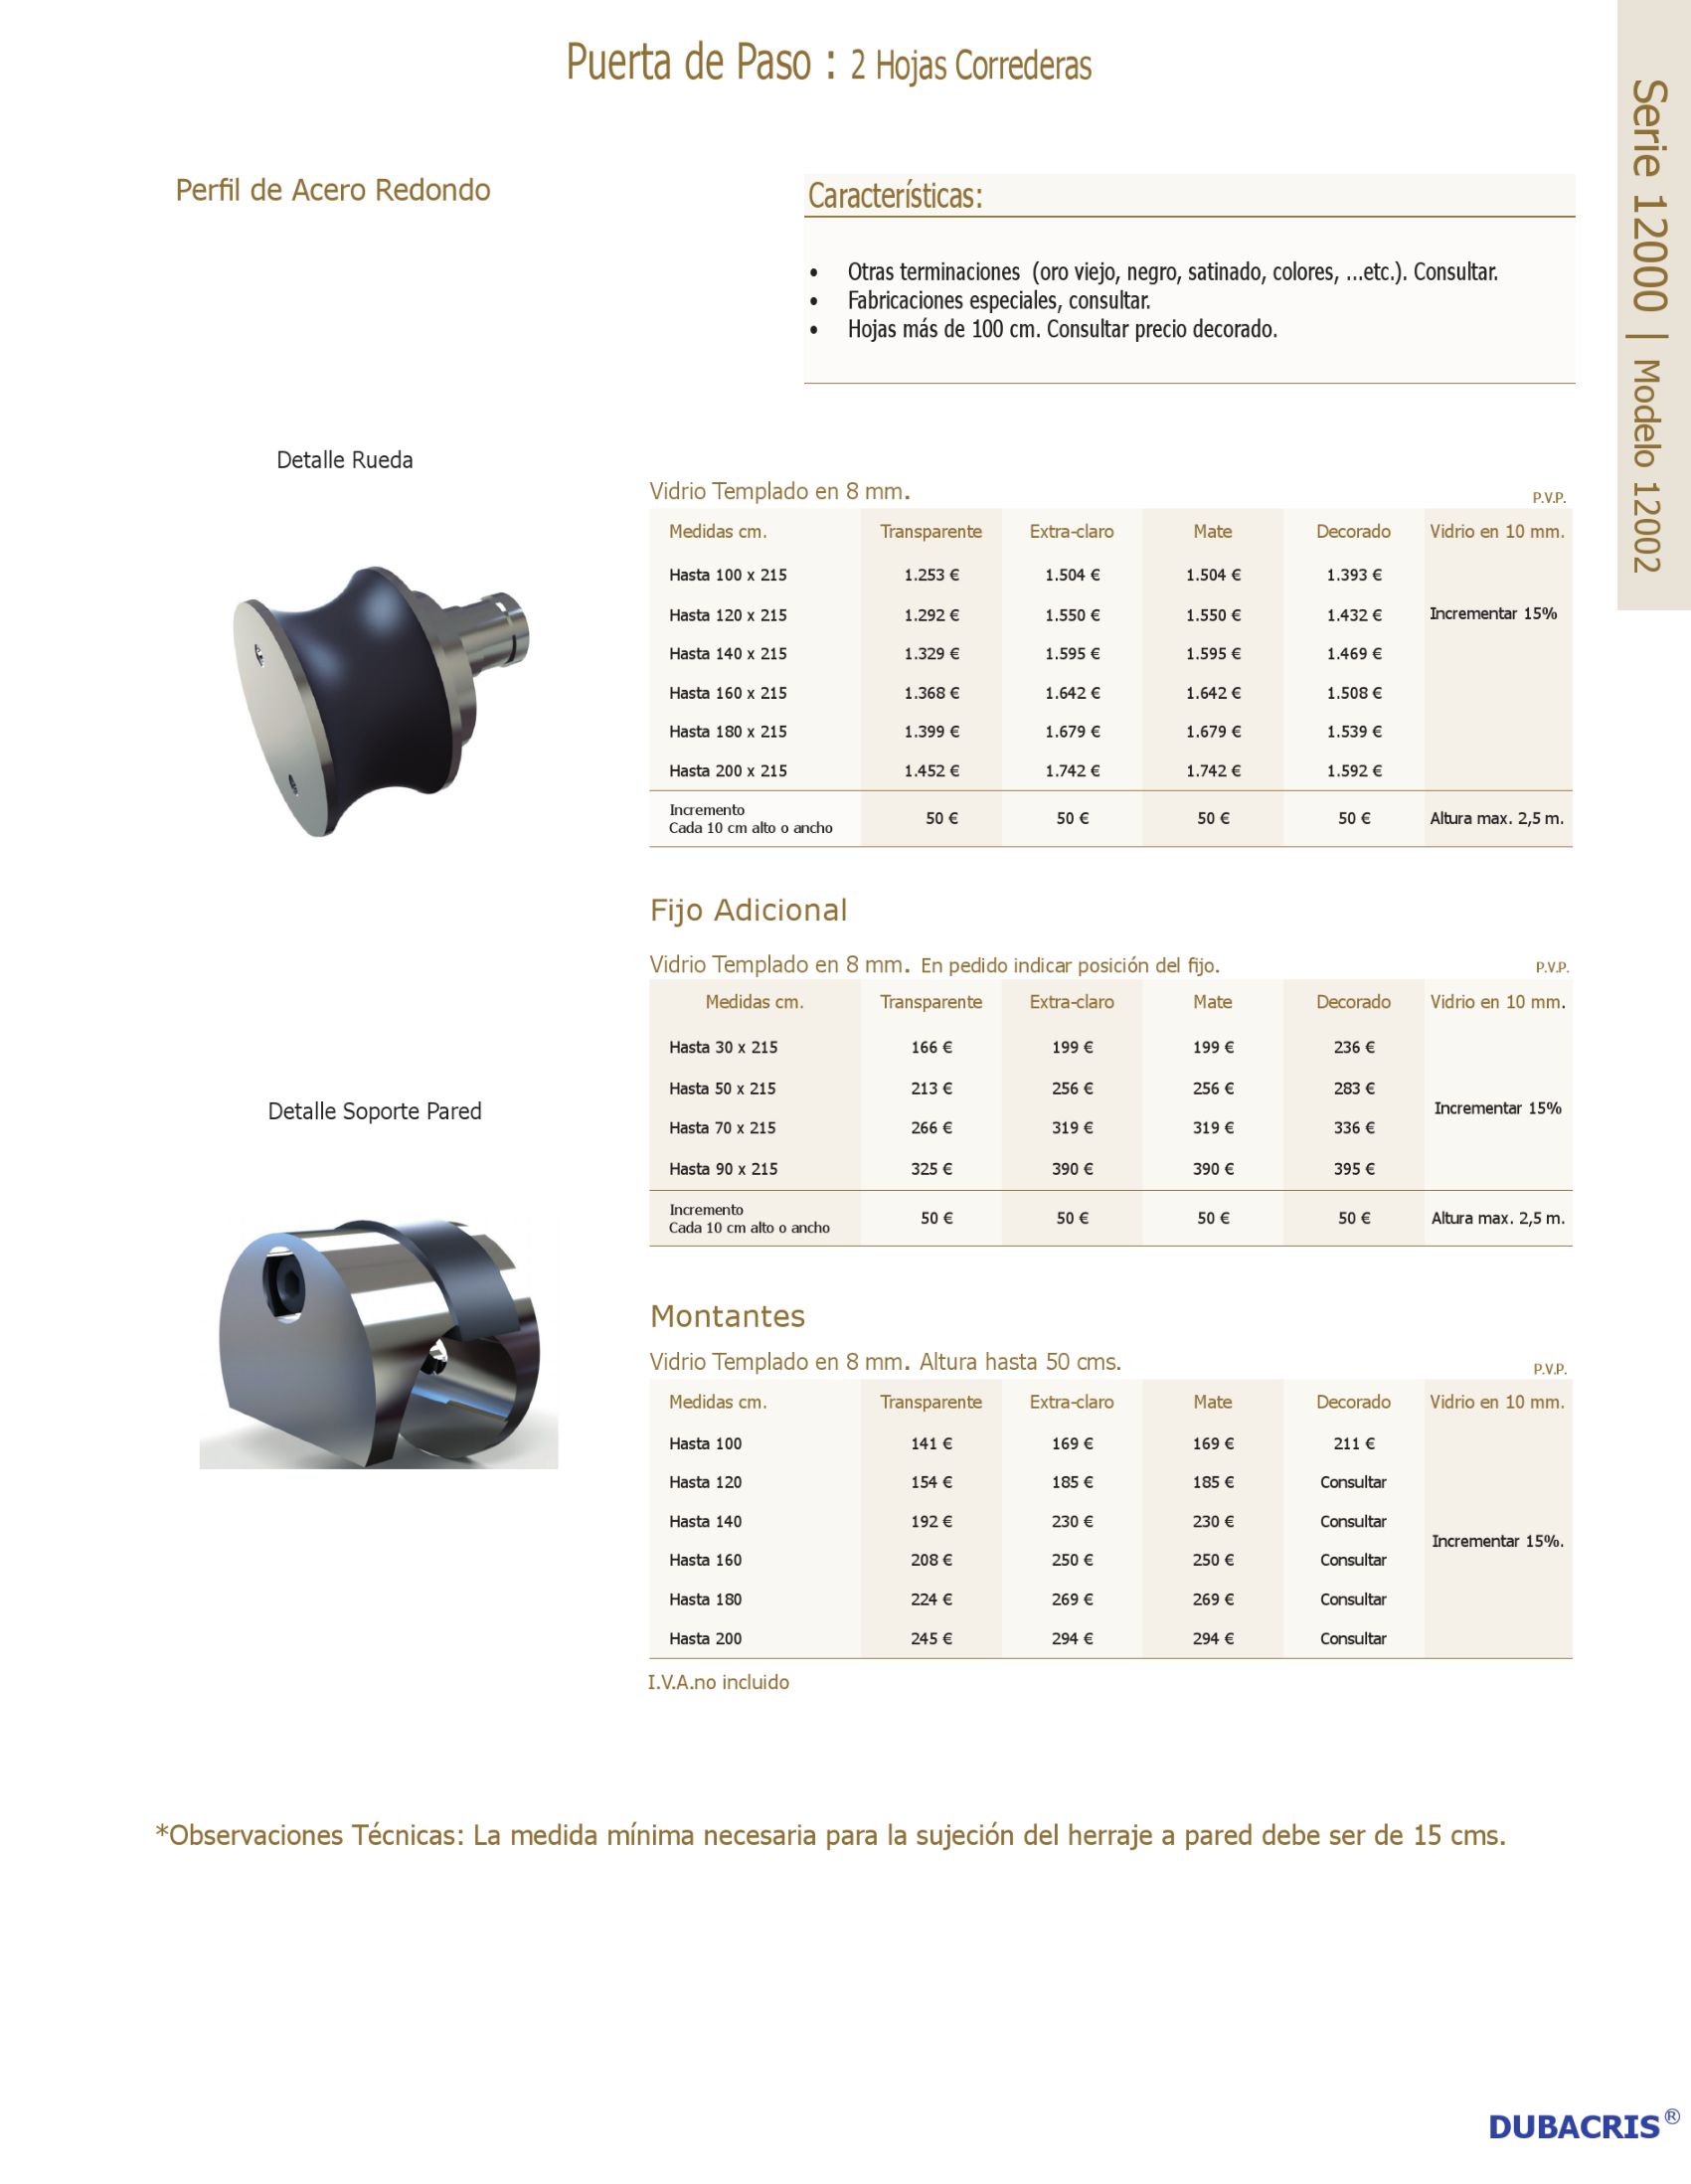 Puerta de Paso : 2 Hojas Correderas
Serie 12000 | Modelo 12002
Perfil de Acero Redondo
Características:
• Otras terminaciones (oro viejo, negro, satinado, colores, ...etc.). Consultar.
• Fabricaciones especiales, consultar.
• Hojas más de 100 cm. Consultar precio decorado.
Detalle Rueda
Vidrio Templado en 8 mm. P.V.P.
Medidas cm. Transparente Extra-claro Mate Decorado Vidrio en 10 mm.
Hasta 100 x 215 1.253 € 1.504 € 1.504 € 1.393 €
Hasta 120 x 215 1.292 € 1.550 € 1.550 € 1.432 € Incrementar 15%
Hasta 140 x 215 1.329 € 1.595 € 1.595 € 1.469 €
Hasta 160 x 215 1.368 € 1.642 € 1.642 € 1.508 €
Hasta 180 x 215 1.399 € 1.679 € 1.679 € 1.539 €
Hasta 200 x 215 1.452 € 1.742 € 1.742 € 1.592 €
Incremento
Cada 10 cm alto o ancho 50 € 50 € 50 € 50 € Altura max. 2,5 m.
Fijo Adicional
Vidrio Templado en 8 mm. En pedido indicar posición del fijo. P.V.P.
Medidas cm. Transparente Extra-claro Mate Decorado Vidrio en 10 mm.
Hasta 30 x 215 166 € 199 € 199 € 236 €
Hasta 50 x 215 213 € 256 € 256 € 283 €
Incrementar 15%
Hasta 70 x 215 266 € 319 € 319 € 336 €
Hasta 90 x 215 325 € 390 € 390 € 395 €
Incremento
Cada 10 cm alto o ancho 50 € 50 € 50 € 50 € Altura max. 2,5 m.
Detalle Soporte Pared
Montantes
Vidrio Templado en 8 mm. Altura hasta 50 cms. P.V.P.
Medidas cm. Transparente Extra-claro Mate Decorado Vidrio en 10 mm.
Hasta 100 141 € 169 € 169 € 211 €
Hasta 120 154 € 185 € 185 € Consultar
Hasta 140 192 € 230 € 230 € Consultar
Incrementar 15%.
Hasta 160 208 € 250 € 250 € Consultar
Hasta 180 224 € 269 € 269 € Consultar
Hasta 200 245 € 294 € 294 € Consultar
I.V.A.no incluido
*Observaciones Técnicas: La medida mínima necesaria para la sujeción del herraje a pared debe ser de 15 cms.
DUBACRIS®